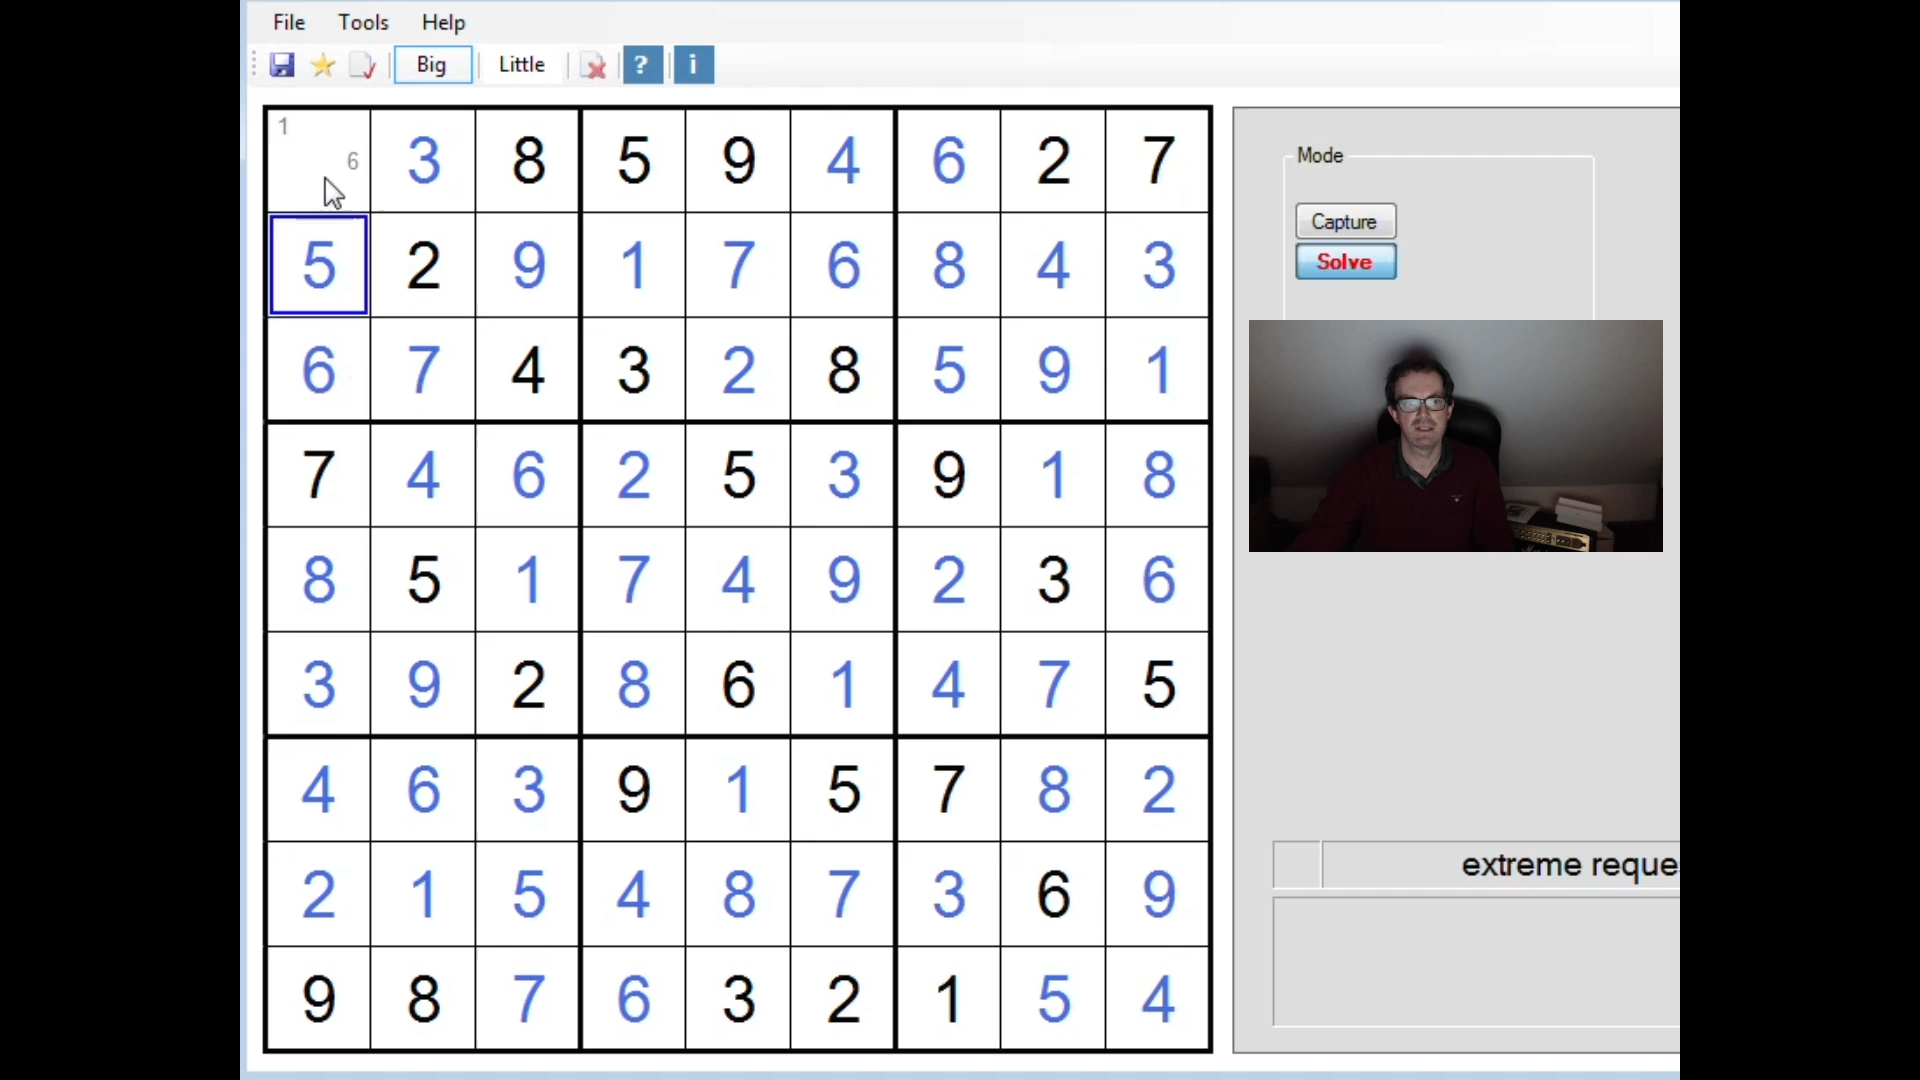 File Tools Help
Big Little ? i
1
6 3 8 5 9 4 6 2 7
5 2 9 1 7 6 8 4 3
6 7 4 3 2 8 5 9 1
7 4 6 2 5 3 9 1 8
8 5 1 7 4 9 2 3 6
3 9 2 8 6 1 4 7 5
4 6 3 9 1 5 7 8 2
2 1 5 4 8 7 3 6 9
9 8 7 6 3 2 1 5 4
Mode
Capture
Solve
extreme reque